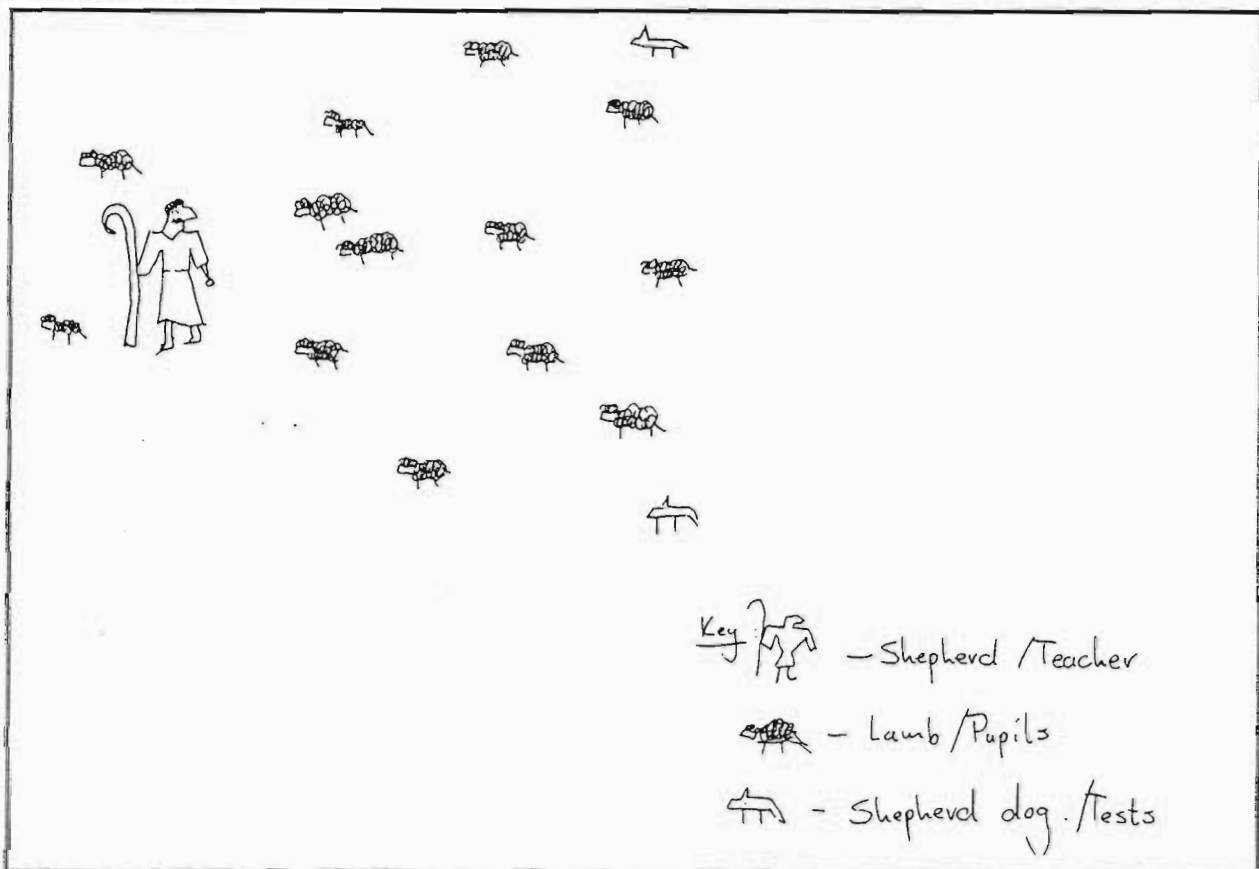 Key
– Shepherd / Teacher
– Lamb / Pupils
– Shepherd dog. / Tests